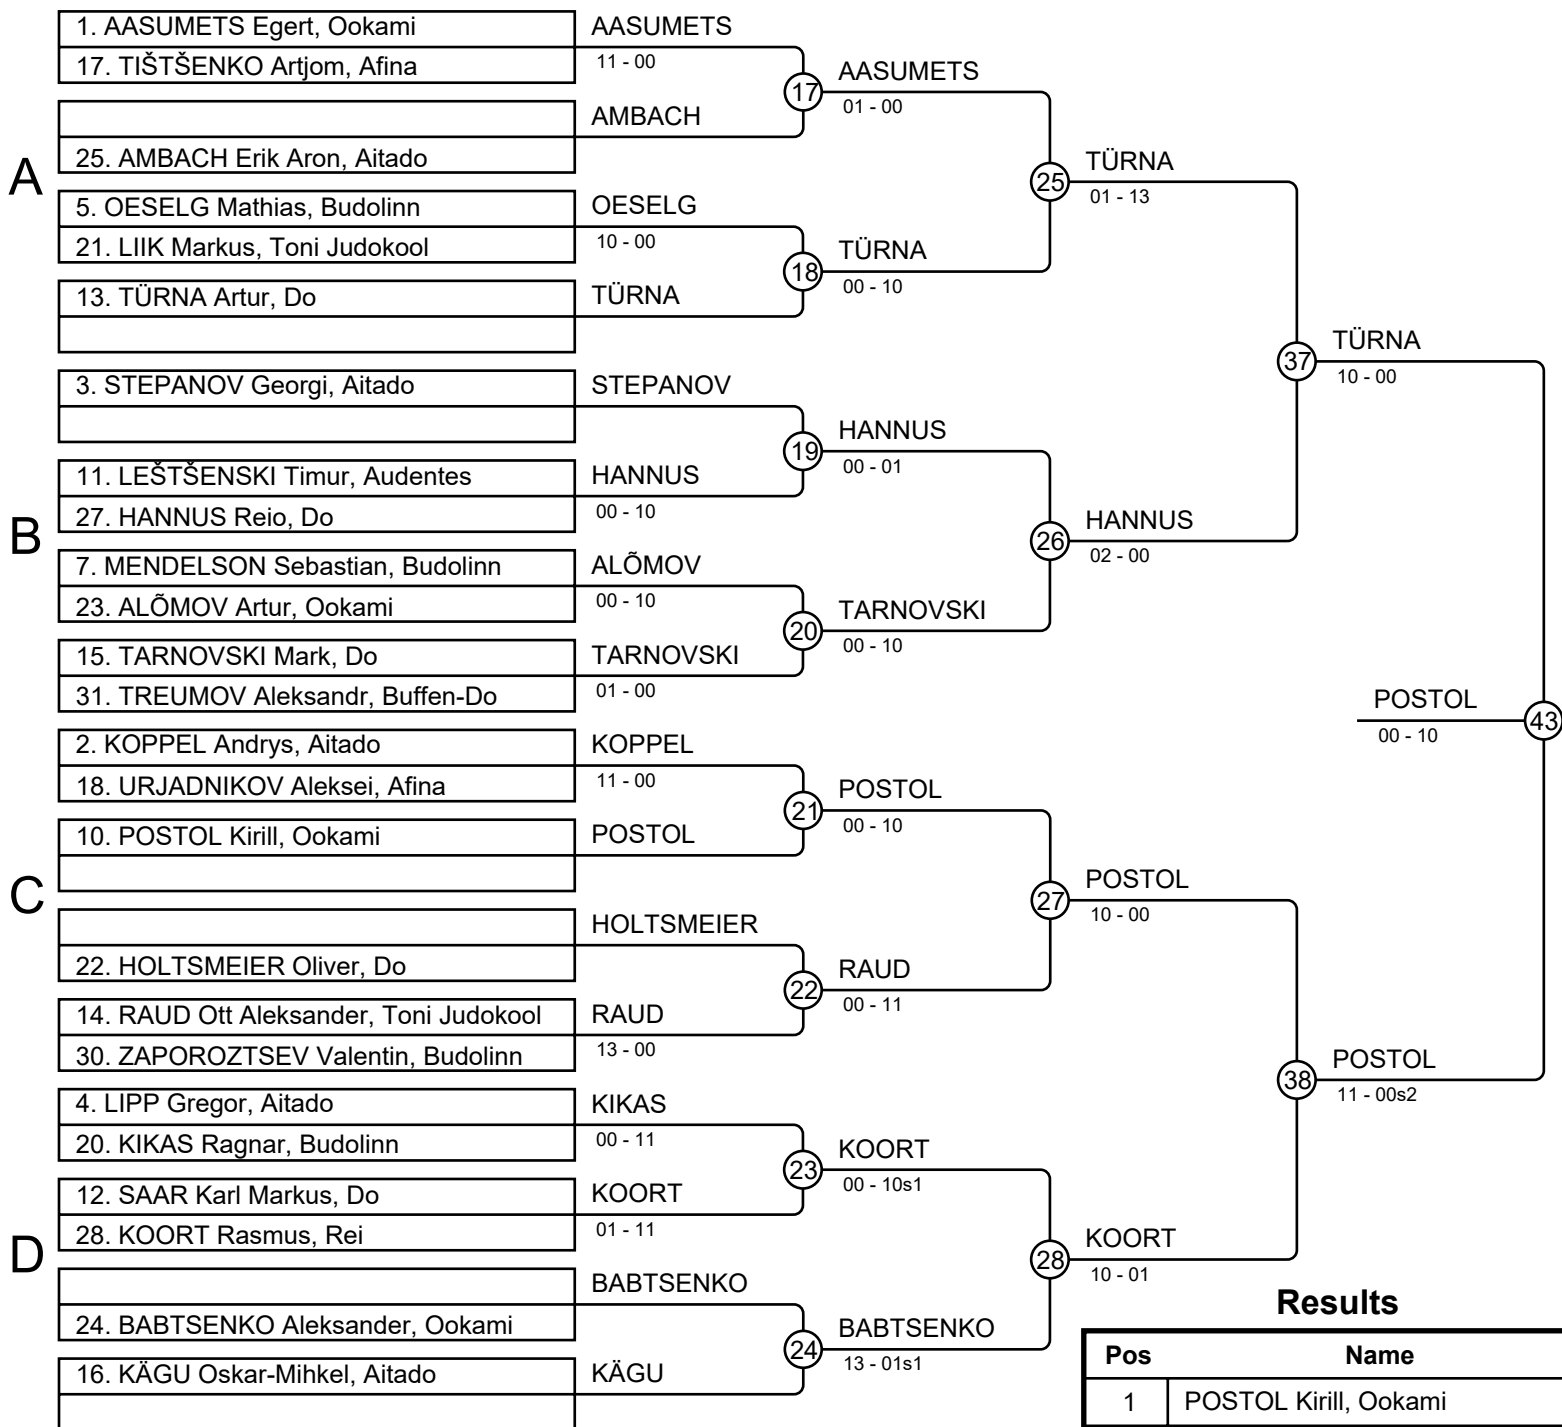 1. AASUMETS Egert, Ookami
17. TIŠTŠENKO Artjom, Afina
25. AMBACH Erik Aron, Aitado
A
5. OESELG Mathias, Budolinn
21. LIIK Markus, Toni Judokool
13. TÜRNA Artur, Do
3. STEPANOV Georgi, Aitado
11. LEŠTŠENSKI Timur, Audentes
27. HANNUS Reio, Do
B
7. MENDELSON Sebastian, Budolinn
23. ALÕMOV Artur, Ookami
15. TARNOVSKI Mark, Do
31. TREUMOV Aleksandr, Buffen-Do
2. KOPPEL Andrys, Aitado
18. URJADNIKOV Aleksei, Afina
10. POSTOL Kirill, Ookami
C
22. HOLTSMEIER Oliver, Do
14. RAUD Ott Aleksander, Toni Judokool
30. ZAPOROZTSEV Valentin, Budolinn
4. LIPP Gregor, Aitado
20. KIKAS Ragnar, Budolinn
12. SAAR Karl Markus, Do
28. KOORT Rasmus, Rei
D
24. BABTSENKO Aleksander, Ookami
16. KÄGU Oskar-Mihkel, Aitado
AASUMETS
11 - 00
AMBACH
OESELG
10 - 00
TÜRNA
STEPANOV
HANNUS
00 - 10
ALÕMOV
00 - 10
TARNOVSKI
01 - 00
KOPPEL
11 - 00
POSTOL
HOLTSMEIER
RAUD
13 - 00
KIKAS
00 - 11
KOORT
01 - 11
BABTSENKO
KÄGU
17
AASUMETS
01 - 00
18
TÜRNA
00 - 10
19
HANNUS
00 - 01
20
TARNOVSKI
00 - 10
21
POSTOL
00 - 10
22
RAUD
00 - 11
23
KOORT
00 - 10s1
24
BABTSENKO
13 - 01s1
25
TÜRNA
01 - 13
26
HANNUS
02 - 00
27
POSTOL
10 - 00
28
KOORT
10 - 01
37
TÜRNA
10 - 00
38
POSTOL
11 - 00s2
POSTOL
43
00 - 10
Results
Pos Name
1 POSTOL Kirill, Ookami